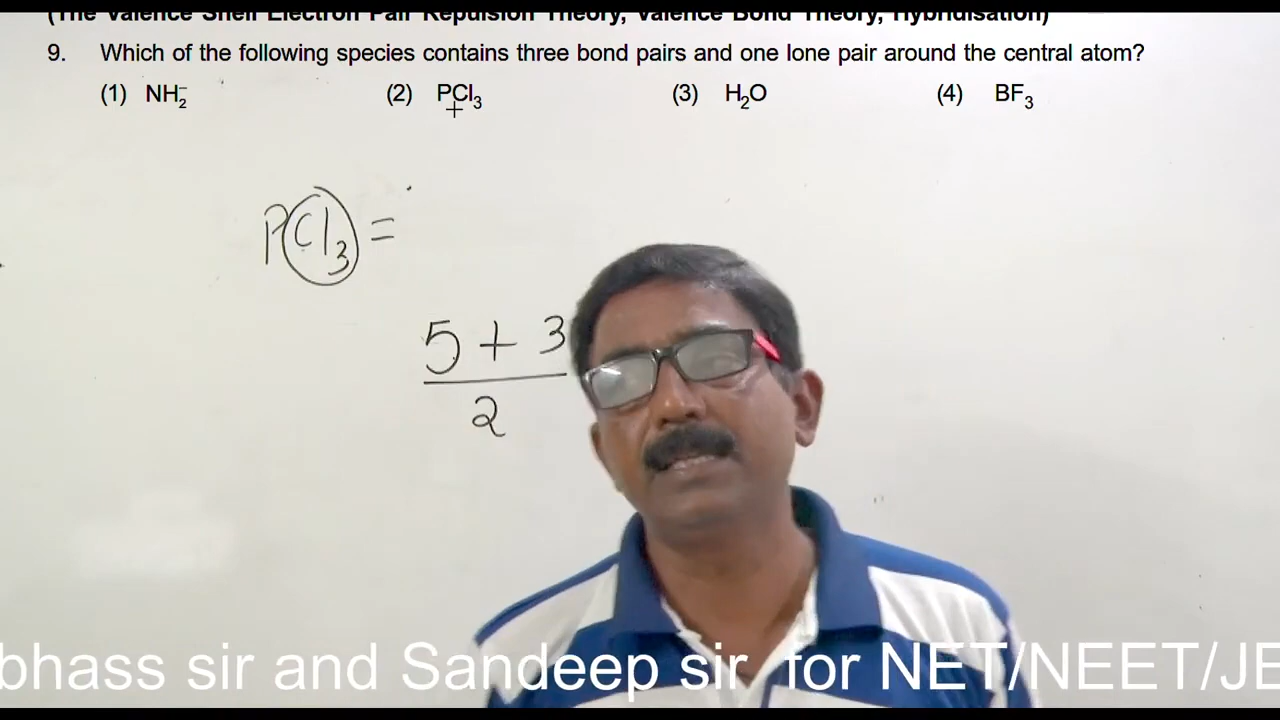 (The Valence Shell Electron Pair Repulsion Theory, Valence Bond Theory, Hybridisation)
9. Which of the following species contains three bond pairs and one lone pair around the central atom?
(1) NH₂⁻ (2) PCl₃ (3) H₂O (4) BF₃
PCl₃ =
5 + 3
2
bhass sir and Sandeep sir for NET/NEET/JE